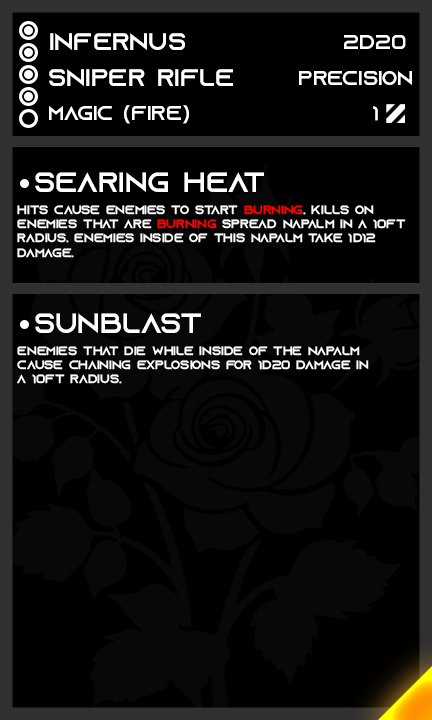 INFERNUS 2D20
SNIPER RIFLE PRECISION
MAGIC (FIRE) 1
•SEARING HEAT
HITS CAUSE ENEMIES TO START BURNING. KILLS ON
ENEMIES THAT ARE BURNING SPREAD NAPALM IN A 10FT
RADIUS. ENEMIES INSIDE OF THIS NAPALM TAKE 1D12
DAMAGE.
•SUNBLAST
ENEMIES THAT DIE WHILE INSIDE OF THE NAPALM
CAUSE CHAINING EXPLOSIONS FOR 1D20 DAMAGE IN
A 10FT RADIUS.